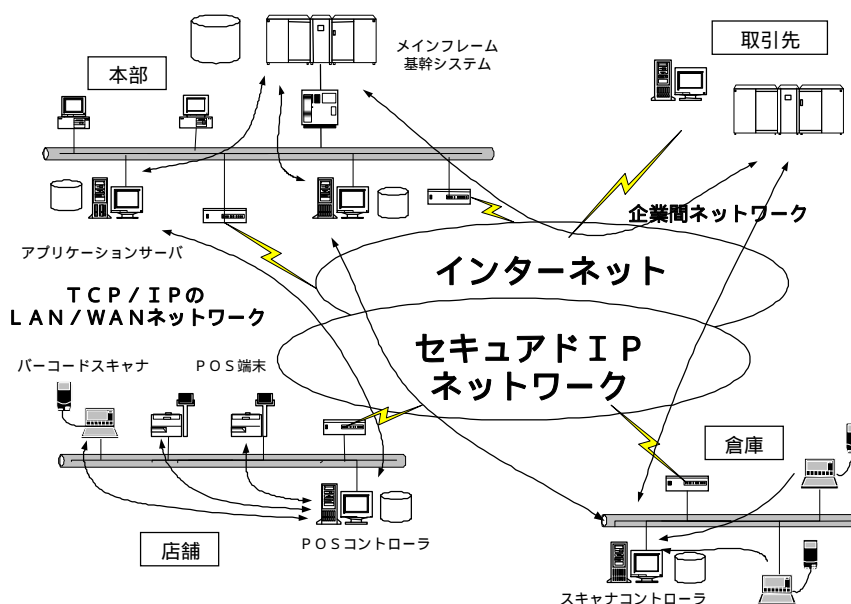 本部
メインフレーム
基幹システム
取引先
企業間ネットワーク
アプリケーションサーバ
インターネット
ＴＣＰ／ＩＰの
ＬＡＮ／ＷＡＮネットワーク
セキュアドＩＰ
ネットワーク
バーコードスキャナ
ＰＯＳ端末
倉庫
店舗
ＰＯＳコントローラ
スキャナコントローラ